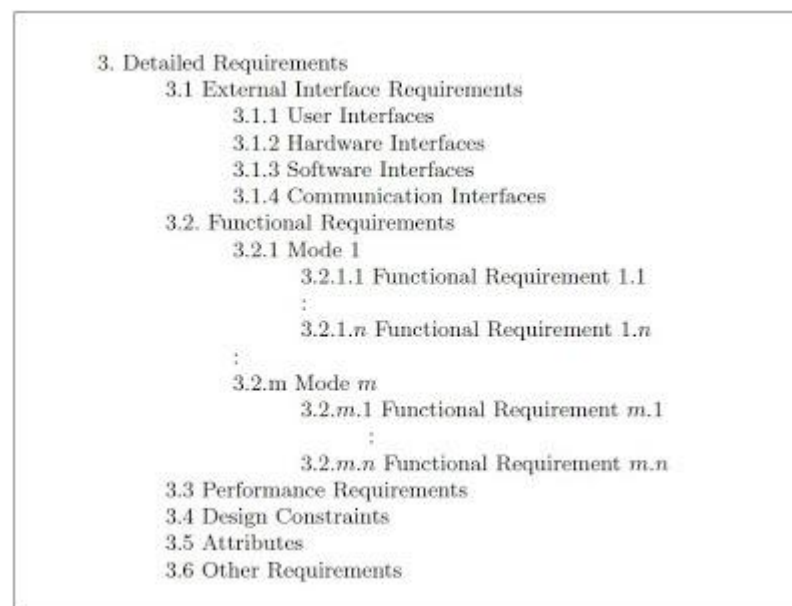 3. Detailed Requirements
3.1 External Interface Requirements
3.1.1 User Interfaces
3.1.2 Hardware Interfaces
3.1.3 Software Interfaces
3.1.4 Communication Interfaces
3.2. Functional Requirements
3.2.1 Mode 1
3.2.1.1 Functional Requirement 1.1
:
3.2.1.n Functional Requirement 1.n
:
3.2.m Mode m
3.2.m.1 Functional Requirement m.1
:
3.2.m.n Functional Requirement m.n
3.3 Performance Requirements
3.4 Design Constraints
3.5 Attributes
3.6 Other Requirements